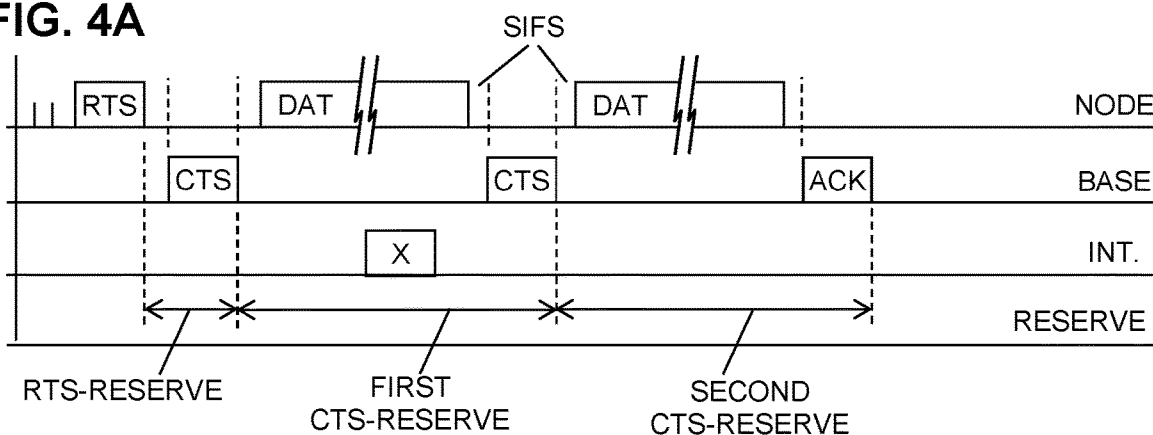 FIG. 4A
SIFS
RTS
DAT
DAT
NODE
CTS
CTS
ACK
BASE
X
INT.
RESERVE
RTS-RESERVE
FIRST
CTS-RESERVE
SECOND
CTS-RESERVE